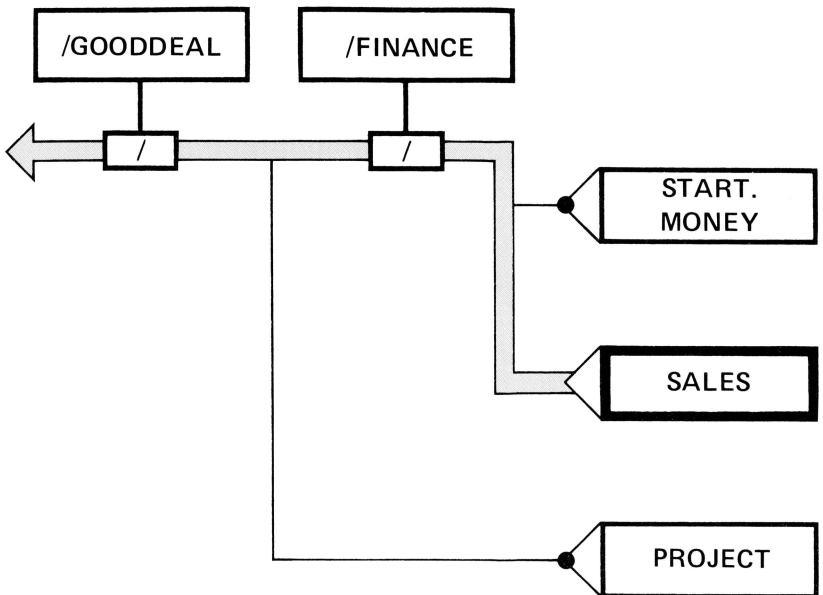 /GOODDEAL
/FINANCE
/
/
START.
MONEY
SALES
PROJECT